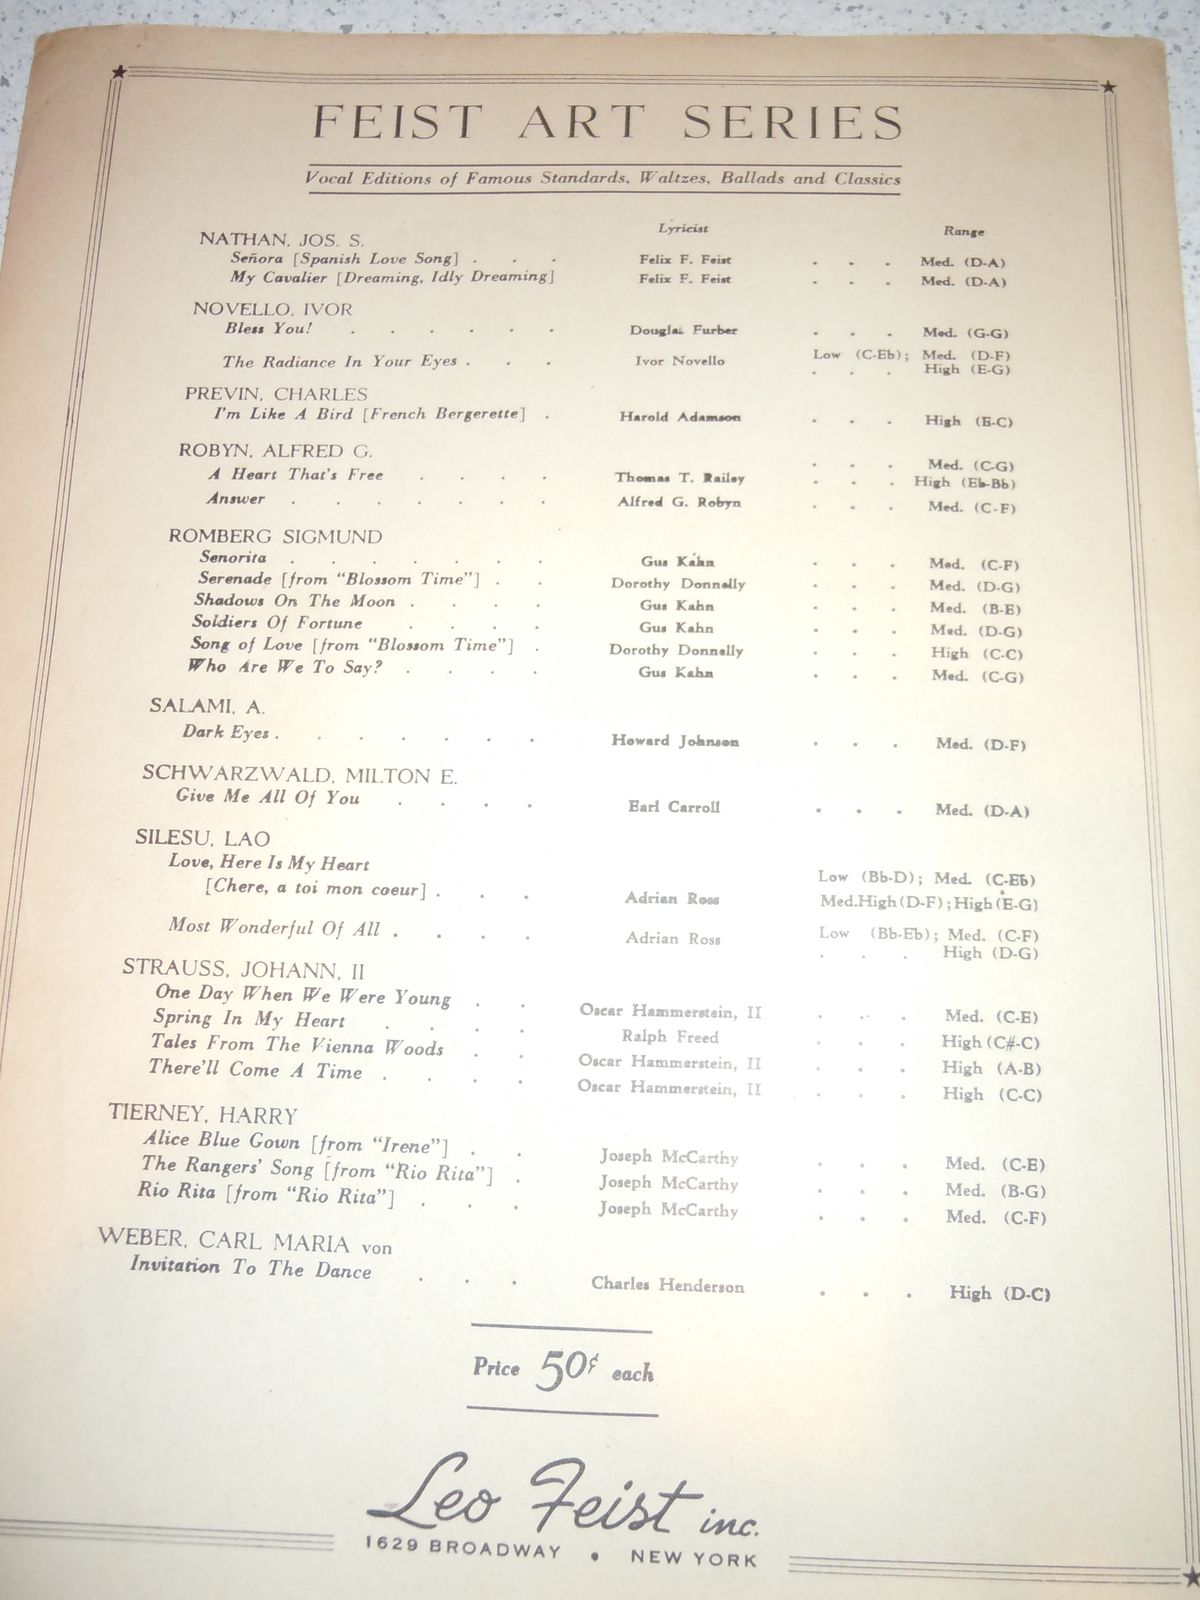 FEIST ART SERIES
Vocal Editions of Famous Standards, Waltzes, Ballads and Classics
Lyricist Range
NATHAN, JOS. S.
Señora [Spanish Love Song] . . . Felix F. Feist . . . Med. (D-A)
My Cavalier [Dreaming, Idly Dreaming] Felix F. Feist . . . Med. (D-A)
NOVELLO, IVOR
Bless You! . . . . . . Douglas Furber . . . Med. (G-G)
The Radiance In Your Eyes . . . Ivor Novello Low (C-Eb); Med. (D-F)
. . . High (E-G)
PREVIN, CHARLES
I'm Like A Bird [French Bergerette] . Harold Adamson . . . High (E-C)
ROBYN, ALFRED G.
. . . Med. (C-G)
A Heart That's Free . . . . Thomas T. Railey . . . High (Eb-Bb)
Answer . . . . . . Alfred G. Robyn . . . Med. (C-F)
ROMBERG SIGMUND
Senorita . . . . . . . Gus Kahn . . . Med. (C-F)
Serenade [from "Blossom Time"] . . Dorothy Donnelly . . . Med. (D-G)
Shadows On The Moon . . . . Gus Kahn . . . Med. (B-E)
Soldiers Of Fortune . . . . Gus Kahn . . . Med. (D-G)
Song of Love [from "Blossom Time"] . Dorothy Donnelly . . . High (C-C)
Who Are We To Say? . . . . Gus Kahn . . . Med. (C-G)
SALAMI, A.
Dark Eyes . . . . . . . Howard Johnson . . . Med. (D-F)
SCHWARZWALD, MILTON E.
Give Me All Of You . . . . Earl Carroll . . . Med. (D-A)
SILESU, LAO
Love, Here Is My Heart
Low (Bb-D); Med. (C-Eb)
[Chere, a toi mon coeur] . . . . Adrian Ross Med.High (D-F); High (E-G)
Most Wonderful Of All . . . . Adrian Ross Low (Bb-Eb); Med. (C-F)
. . . High (D-G)
STRAUSS, JOHANN, II
One Day When We Were Young . . Oscar Hammerstein, II . . . Med. (C-E)
Spring In My Heart . . . . Ralph Freed . . . High (C#-C)
Tales From The Vienna Woods . . Oscar Hammerstein, II . . . High (A-B)
There'll Come A Time . . . . Oscar Hammerstein, II . . . High (C-C)
TIERNEY, HARRY
Alice Blue Gown [from "Irene"] . . Joseph McCarthy . . . Med. (C-E)
The Rangers' Song [from "Rio Rita"] . Joseph McCarthy . . . Med. (B-G)
Rio Rita [from "Rio Rita"] . . . Joseph McCarthy . . . Med. (C-F)
WEBER, CARL MARIA von
Invitation To The Dance . . . Charles Henderson . . . High (D-C)
Price 50¢ each
Leo Feist inc.
1629 BROADWAY • NEW YORK